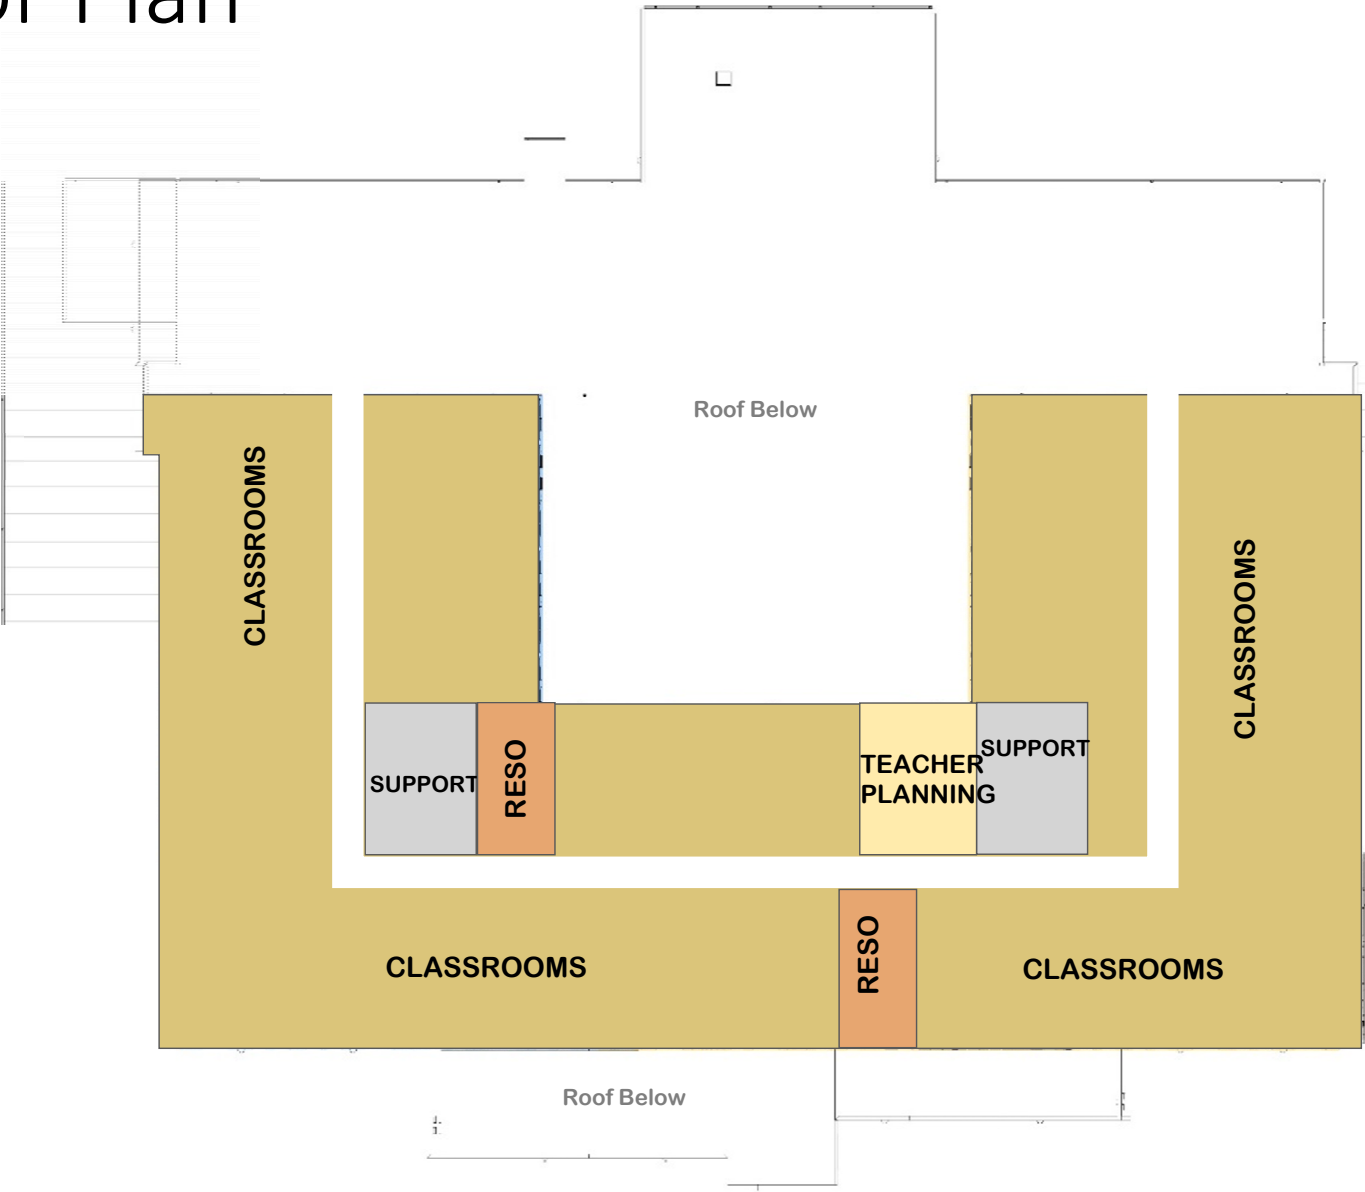 Plan
Roof Below
CLASSROOMS
CLASSROOMS
SUPPORT
RESO
TEACHER
PLANNING
SUPPORT
CLASSROOMS
RESO
CLASSROOMS
Roof Below